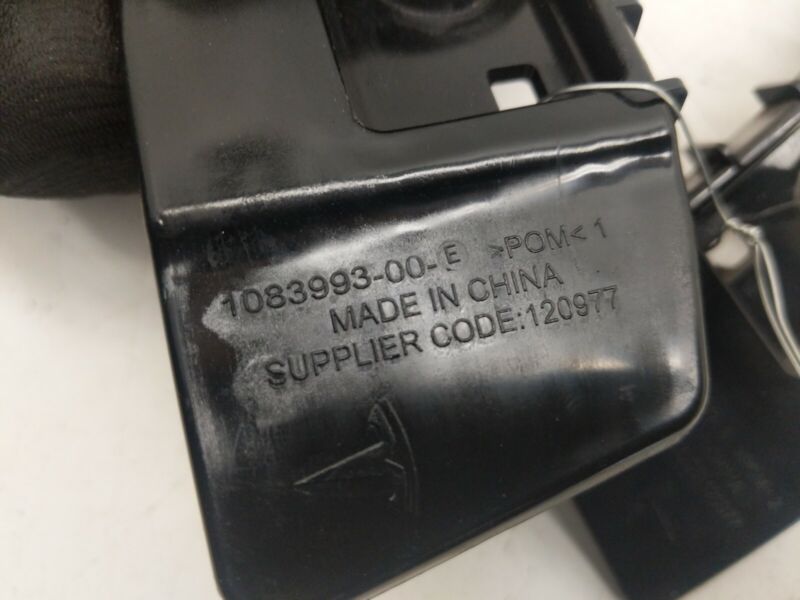 1083993-00-E >POM< 1
MADE IN CHINA
SUPPLIER CODE:120977